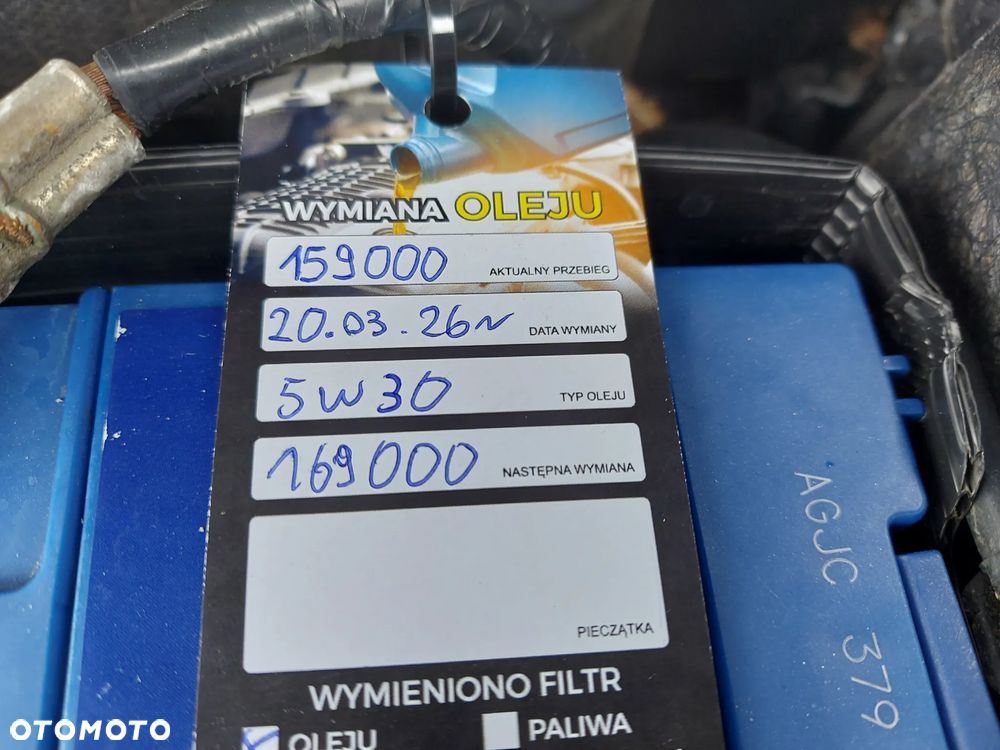 WYMIANA OLEJU
159000 AKTUALNY PRZEBIEG
20.03.26r DATA WYMIANY
5W30 TYP OLEJU
169000 NASTĘPNA WYMIANA
PIECZĄTKA
WYMIENIONO FILTR
OLEJU PALIWA
AGJC 379
OTOMOTO